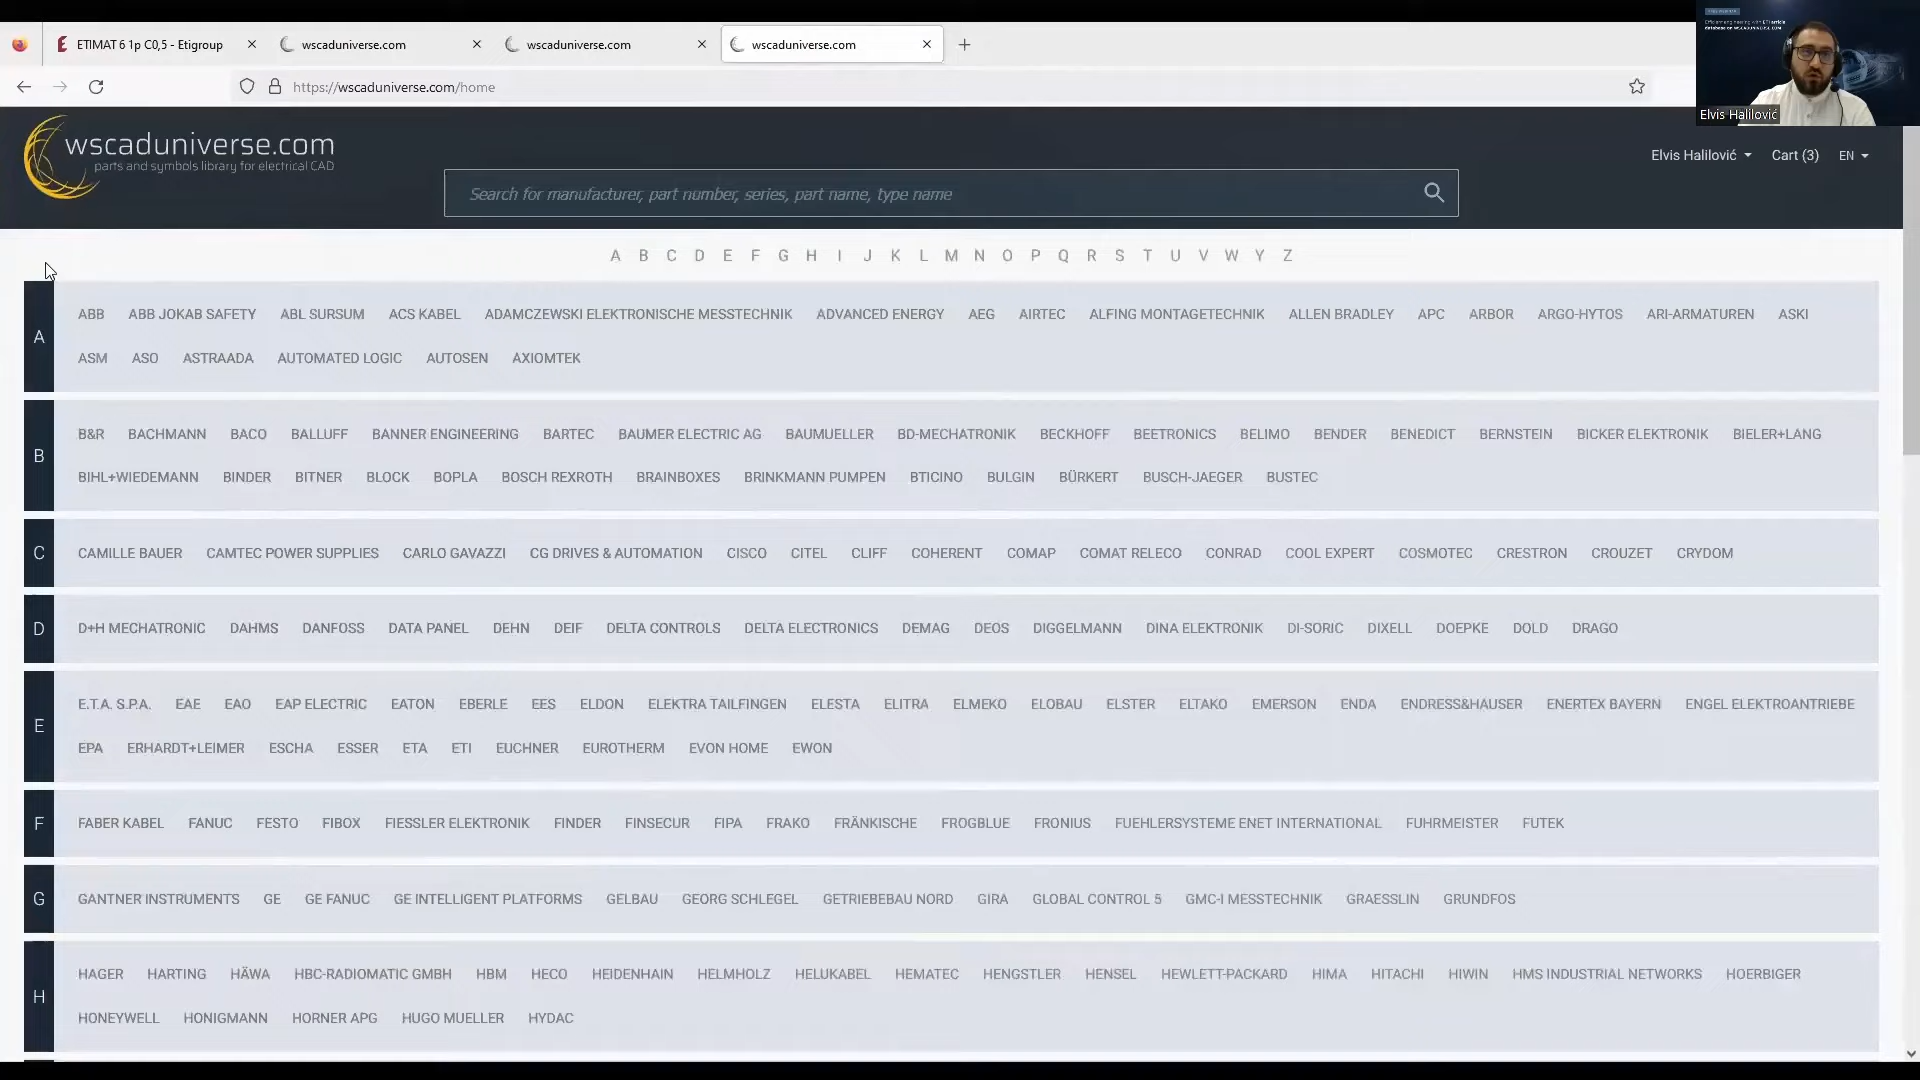 ETIMAT 6 1p C0,5 - Etigroup
wscaduniverse.com
wscaduniverse.com
wscaduniverse.com
https://wscaduniverse.com/home
Elvis Halilović
wscaduniverse.com
parts and symbols library for electrical CAD
Elvis Halilović
Cart (3)
EN
Search for manufacturer, part number, series, part name, type name
A B C D E F G H I J K L M N O P Q R S T U V W Y Z
A
ABB ABB JOKAB SAFETY ABL SURSUM ACS KABEL ADAMCZEWSKI ELEKTRONISCHE MESSTECHNIK ADVANCED ENERGY AEG AIRTEC ALFING MONTAGETECHNIK ALLEN BRADLEY APC ARBOR ARGO-HYTOS ARI-ARMATUREN ASKI
ASM ASO ASTRAADA AUTOMATED LOGIC AUTOSEN AXIOMTEK
B
B&R BACHMANN BACO BALLUFF BANNER ENGINEERING BARTEC BAUMER ELECTRIC AG BAUMUELLER BD-MECHATRONIK BECKHOFF BEETRONICS BELIMO BENDER BENEDICT BERNSTEIN BICKER ELEKTRONIK BIELER+LANG
BIHL+WIEDEMANN BINDER BITNER BLOCK BOPLA BOSCH REXROTH BRAINBOXES BRINKMANN PUMPEN BTICINO BULGIN BÜRKERT BUSCH-JAEGER BUSTEC
C
CAMILLE BAUER CAMTEC POWER SUPPLIES CARLO GAVAZZI CG DRIVES & AUTOMATION CISCO CITEL CLIFF COHERENT COMAP COMAT RELECO CONRAD COOL EXPERT COSMOTEC CRESTRON CROUZET CRYDOM
D
D+H MECHATRONIC DAHMS DANFOSS DATA PANEL DEHN DEIF DELTA CONTROLS DELTA ELECTRONICS DEMAG DEOS DIGGELMANN DINA ELEKTRONIK DI-SORIC DIXELL DOEPKE DOLD DRAGO
E
E.T.A. S.P.A. EAE EAO EAP ELECTRIC EATON EBERLE EES ELDON ELEKTRA TAILFINGEN ELESTA ELITRA ELMEKO ELOBAU ELSTER ELTAKO EMERSON ENDA ENDRESS&HAUSER ENERTEX BAYERN ENGEL ELEKTROANTRIEBE
EPA ERHARDT+LEIMER ESCHA ESSER ETA ETI EUCHNER EUROTHERM EVON HOME EWON
F
FABER KABEL FANUC FESTO FIBOX FIESSLER ELEKTRONIK FINDER FINSECUR FIPA FRAKO FRÄNKISCHE FROGBLUE FRONIUS FUEHLERSYSTEME ENET INTERNATIONAL FUHRMEISTER FUTEK
G
GANTNER INSTRUMENTS GE GE FANUC GE INTELLIGENT PLATFORMS GELBAU GEORG SCHLEGEL GETRIEBEBAU NORD GIRA GLOBAL CONTROL 5 GMC-I MESSTECHNIK GRAESSLIN GRUNDFOS
H
HAGER HARTING HÄWA HBC-RADIOMATIC GMBH HBM HECO HEIDENHAIN HELMHOLZ HELUKABEL HEMATEC HENGSTLER HENSEL HEWLETT-PACKARD HIMA HITACHI HIWIN HMS INDUSTRIAL NETWORKS HOERBIGER
HONEYWELL HONIGMANN HORNER APG HUGO MUELLER HYDAC